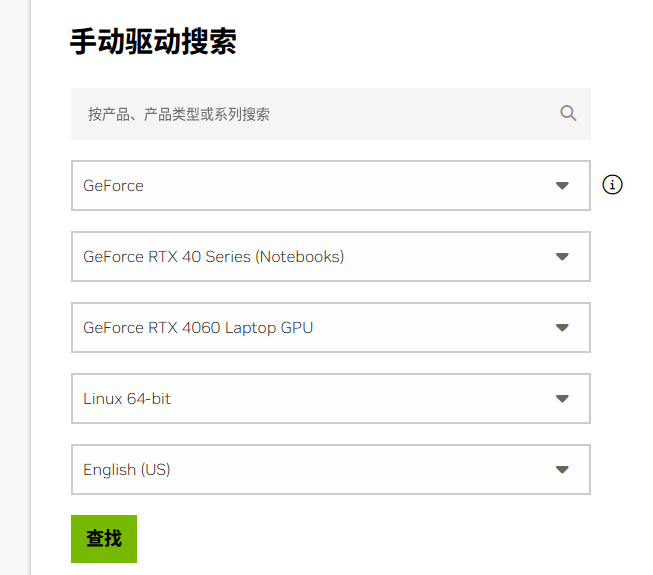 手动驱动搜索
按产品、产品类型或系列搜索
GeForce
GeForce RTX 40 Series (Notebooks)
GeForce RTX 4060 Laptop GPU
Linux 64-bit
English (US)
查找